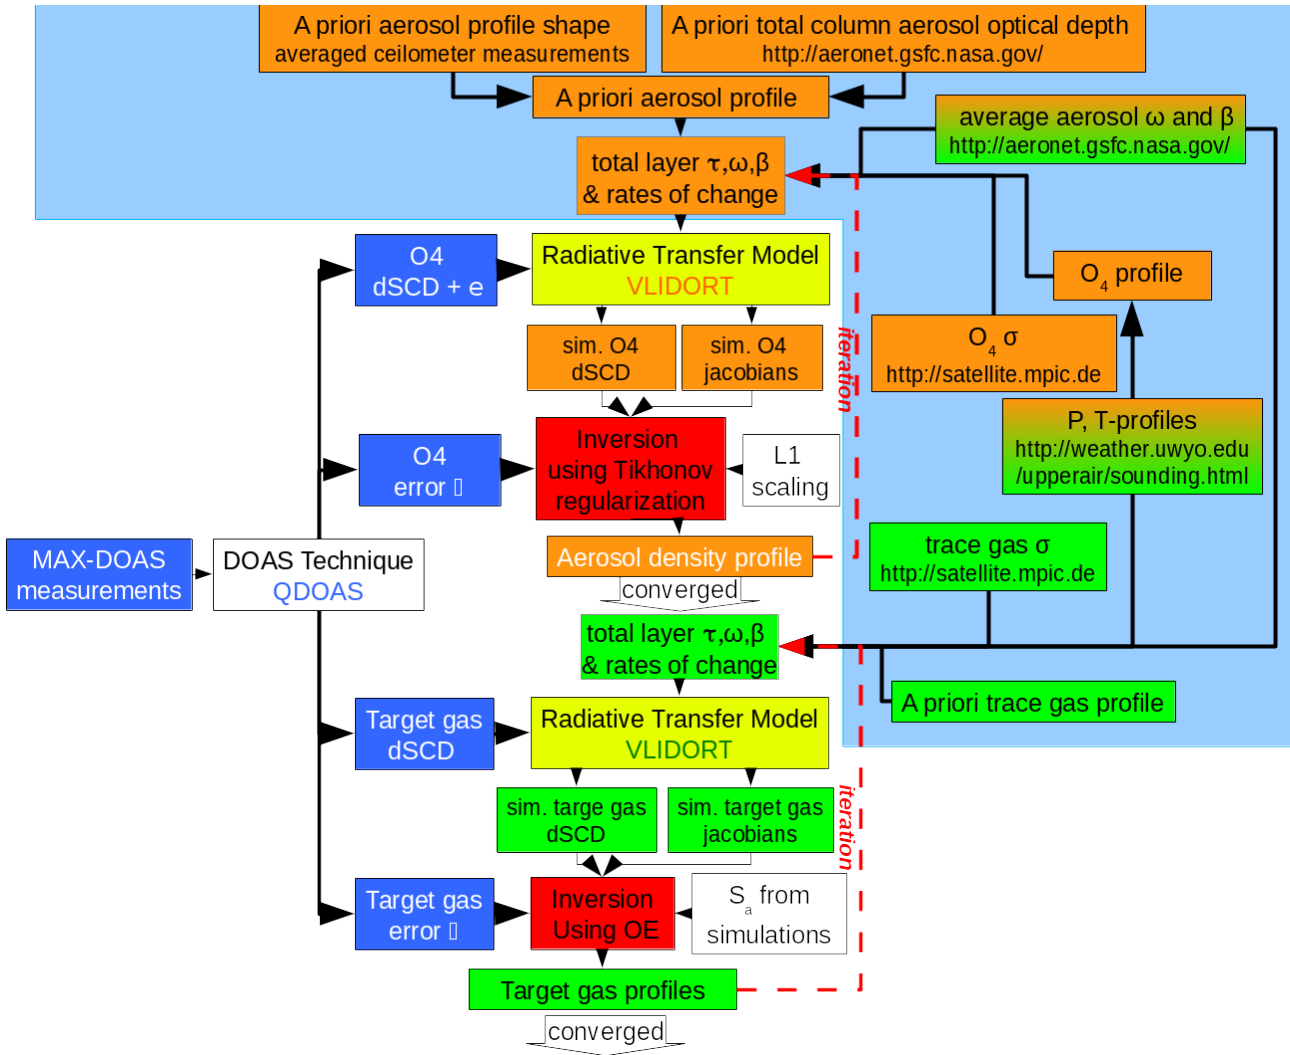 A priori aerosol profile shape
averaged ceilometer measurements
A priori total column aerosol optical depth
http://aeronet.gsfc.nasa.gov/
A priori aerosol profile
average aerosol ω and β
http://aeronet.gsfc.nasa.gov/
total layer τ,ω,β
& rates of change
O4
dSCD + e
Radiative Transfer Model
VLIDORT
O4 profile
sim. O4
dSCD
sim. O4
jacobians
iteration
O4 σ
http://satellite.mpic.de
P, T-profiles
http://weather.uwyo.edu
/upperair/sounding.html
O4
error
Inversion
using Tikhonov
regularization
L1
scaling
MAX-DOAS
measurements
DOAS Technique
QDOAS
Aerosol density profile
converged
trace gas σ
http://satellite.mpic.de
total layer τ,ω,β
& rates of change
A priori trace gas profile
Target gas
dSCD
Radiative Transfer Model
VLIDORT
sim. targe gas
dSCD
sim. target gas
jacobians
iteration
Target gas
error
Inversion
Using OE
Sa from
simulations
Target gas profiles
converged